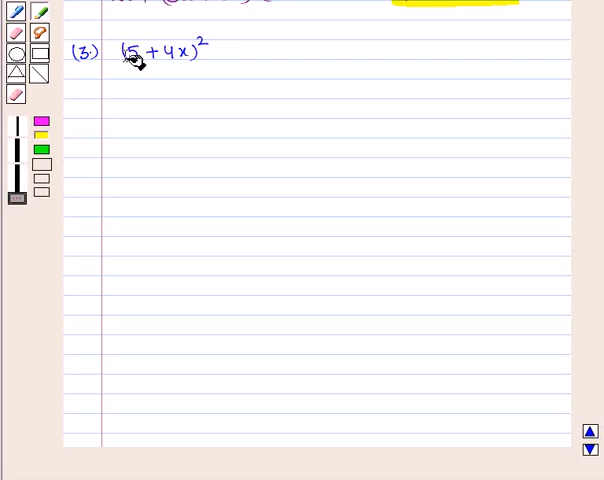 (3.) (5 + 4x)²